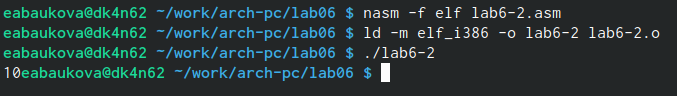 eabaukova@dk4n62 ~/work/arch-pc/lab06 $ nasm -f elf lab6-2.asm
eabaukova@dk4n62 ~/work/arch-pc/lab06 $ ld -m elf_i386 -o lab6-2 lab6-2.o
eabaukova@dk4n62 ~/work/arch-pc/lab06 $ ./lab6-2
10eabaukova@dk4n62 ~/work/arch-pc/lab06 $